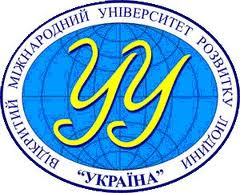 ВІДКРИТИЙ МІЖНАРОДНИЙ УНІВЕРСИТЕТ РОЗВИТКУ ЛЮДИНИ
УУ
"УКРАЇНА"